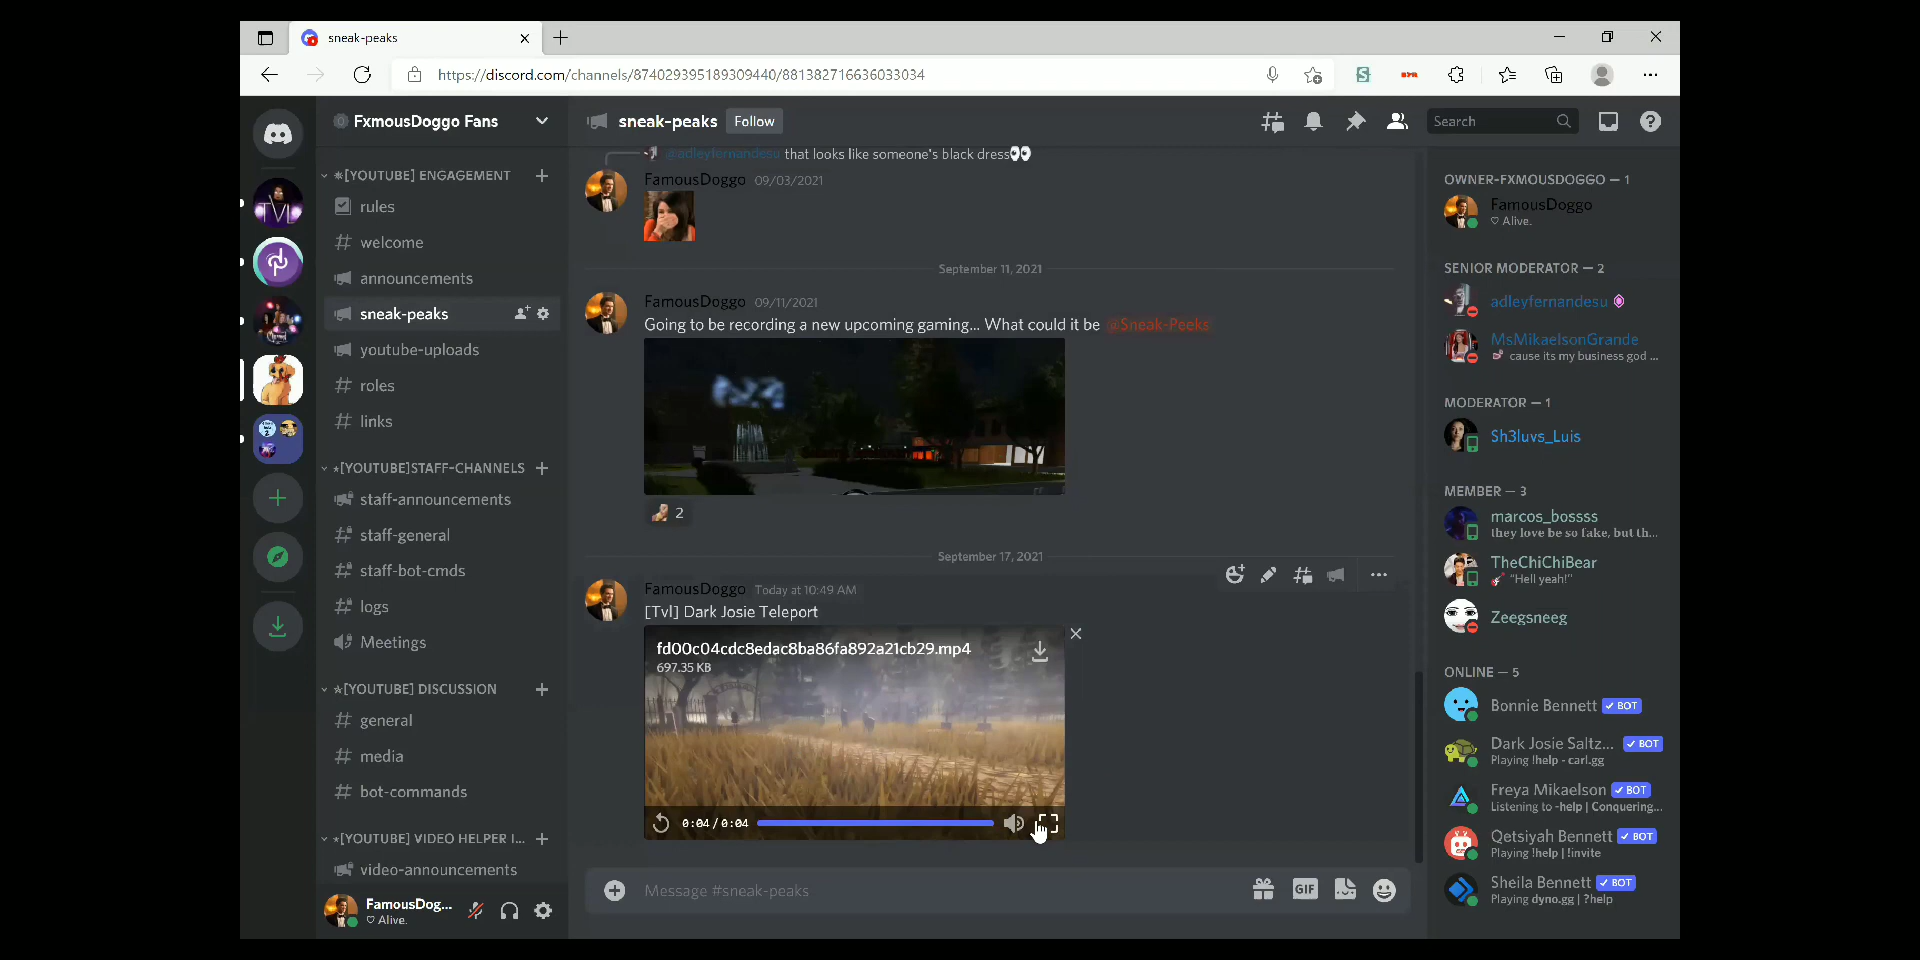 sneak-peaks
https://discord.com/channels/874029395189309440/881382716636033034
FxmousDoggo Fans
sneak-peaks
Follow
Search
✳[YOUTUBE] ENGAGEMENT
rules
welcome
announcements
sneak-peaks
youtube-uploads
roles
links
⋆[YOUTUBE]STAFF-CHANNELS
staff-announcements
staff-general
staff-bot-cmds
logs
Meetings
☆[YOUTUBE] DISCUSSION
general
media
bot-commands
⋆[YOUTUBE] VIDEO HELPER I...
video-announcements
FamousDog...
♡ Alive.
@adleyfernandesu that looks like someone's black dress👀
FamousDoggo 09/03/2021
September 11, 2021
FamousDoggo 09/11/2021
Going to be recording a new upcoming gaming... What could it be @Sneak-Peeks
2
September 17, 2021
FamousDoggo Today at 10:49 AM
[Tvl] Dark Josie Teleport
fd00c04cdc8edac8ba86fa892a21cb29.mp4
697.35 KB
0:04 / 0:04
Message #sneak-peaks
GIF
OWNER-FXMOUSDOGGO — 1
FamousDoggo
♡ Alive.
SENIOR MODERATOR — 2
adleyfernandesu
MsMikaelsonGrande
cause its my business god ...
MODERATOR — 1
Sh3luvs_Luis
MEMBER — 3
marcos_bossss
they love be so fake, but th...
TheChiChiBear
"Hell yeah!"
Zeegsneeg
ONLINE — 5
Bonnie Bennett ✓ BOT
Dark Josie Saltz... ✓ BOT
Playing !help - carl.gg
Freya Mikaelson ✓ BOT
Listening to -help | Conquering...
Qetsiyah Bennett ✓ BOT
Playing !help | !invite
Sheila Bennett ✓ BOT
Playing dyno.gg | ?help